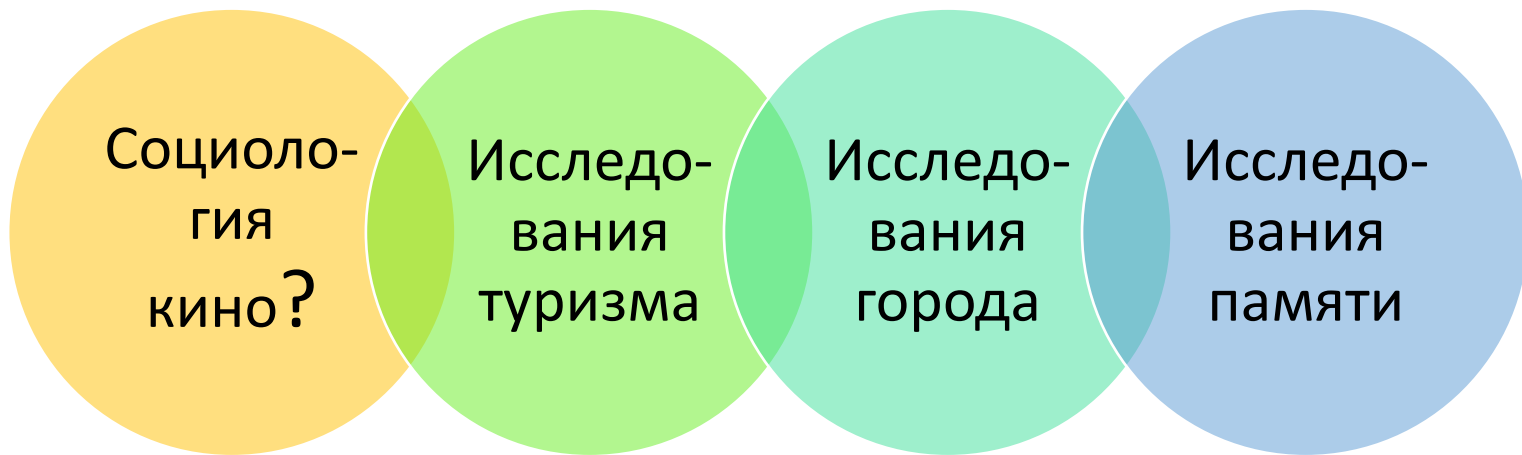 Социоло-
гия
кино?
Исследо-
вания
туризма
Исследо-
вания
города
Исследо-
вания
памяти